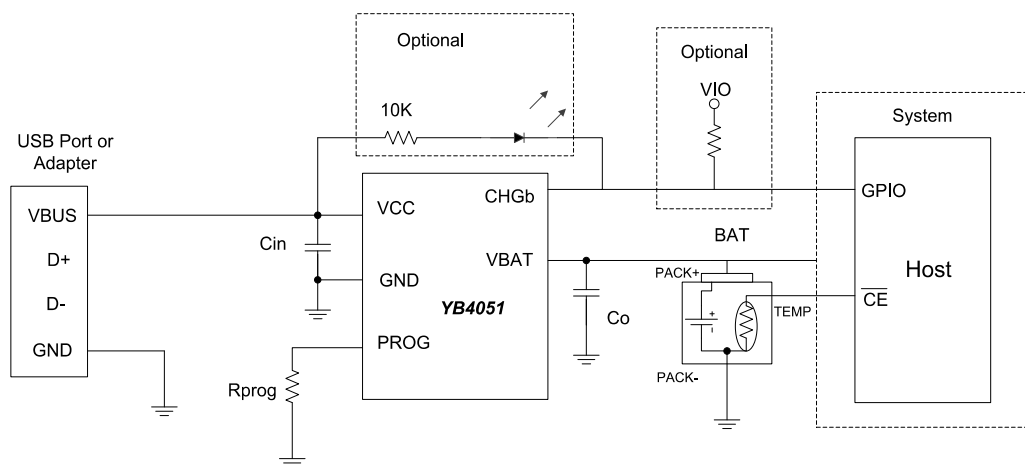 Optional
Optional
10K
VIO
System
USB Port or
Adapter
VBUS
D+
D-
GND
Cin
VCC
CHGb
GND
VBAT
YB4051
PROG
Rprog
Co
BAT
PACK+
TEMP
PACK-
+
-
GPIO
Host
CE